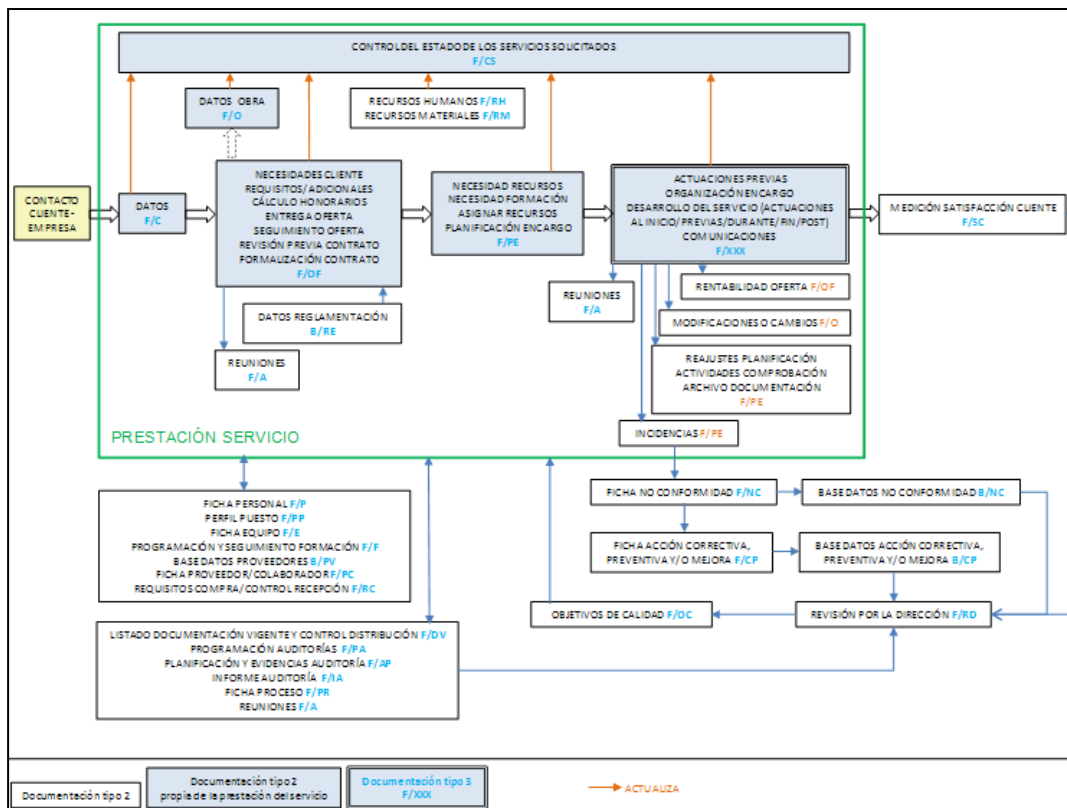 CONTROL DEL ESTADO DE LOS SERVICIOS SOLICITADOS
F/CS
DATOS OBRA
F/O
RECURSOS HUMANOS F/RH
RECURSOS MATERIALES F/RM
CONTACTO
CLIENTE-
EMPRESA
DATOS
F/C
NECESIDADES CLIENTE
REQUISITOS/ADICIONALES
CÁLCULO HONORARIOS
ENTREGA OFERTA
SEGUIMIENTO OFERTA
REVISIÓN PREVIA CONTRATO
FORMALIZACIÓN CONTRATO
F/OF
NECESIDAD RECURSOS
NECESIDAD FORMACIÓN
ASIGNAR RECURSOS
PLANIFICACIÓN ENCARGO
F/PE
ACTUACIONES PREVIAS
ORGANIZACIÓN ENCARGO
DESARROLLO DEL SERVICIO (ACTUACIONES
AL INICIO/PREVIAS/DURANTE/FIN/POST)
COMUNICACIONES
F/XXX
MEDICIÓN SATISFACCIÓN CLIENTE
F/SC
DATOS REGLAMENTACIÓN
B/RE
REUNIONES
F/A
REUNIONES
F/A
RENTABILIDAD OFERTA F/OF
MODIFICACIONES O CAMBIOS F/O
REAJUSTES PLANIFICACIÓN
ACTIVIDADES COMPROBACIÓN
ARCHIVO DOCUMENTACIÓN
F/PE
INCIDENCIAS F/PE
PRESTACIÓN SERVICIO
FICHA PERSONAL F/P
PERFIL PUESTO F/PP
FICHA EQUIPO F/E
PROGRAMACIÓN Y SEGUIMIENTO FORMACIÓN F/F
BASE DATOS PROVEEDORES B/PV
FICHA PROVEEDOR/COLABORADOR F/PC
REQUISITOS COMPRA/CONTROL RECEPCIÓN F/RC
FICHA NO CONFORMIDAD F/NC
BASE DATOS NO CONFORMIDAD B/NC
FICHA ACCIÓN CORRECTIVA,
PREVENTIVA Y/O MEJORA F/CP
BASE DATOS ACCIÓN CORRECTIVA,
PREVENTIVA Y/O MEJORA B/CP
OBJETIVOS DE CALIDAD F/OC
REVISIÓN POR LA DIRECCIÓN F/RD
LISTADO DOCUMENTACIÓN VIGENTE Y CONTROL DISTRIBUCIÓN F/DV
PROGRAMACIÓN AUDITORÍAS F/PA
PLANIFICACIÓN Y EVIDENCIAS AUDITORÍA F/AP
INFORME AUDITORÍA F/IA
FICHA PROCESO F/PR
REUNIONES F/A
Documentación tipo 2
Documentación tipo 2
propia de la prestación del servicio
Documentación tipo 3
F/XXX
ACTUALIZA